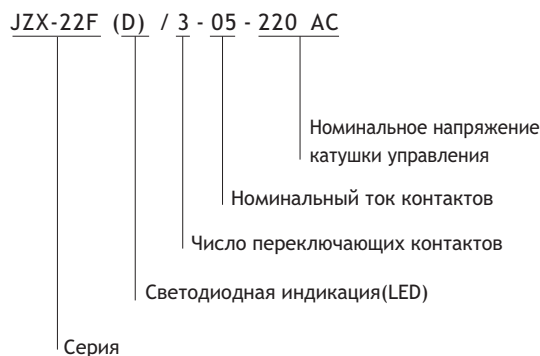 JZX-22F (D) / 3 - 05 - 220 AC
Номинальное напряжение
катушки управления
Номинальный ток контактов
Число переключающих контактов
Светодиодная индикация(LED)
Серия